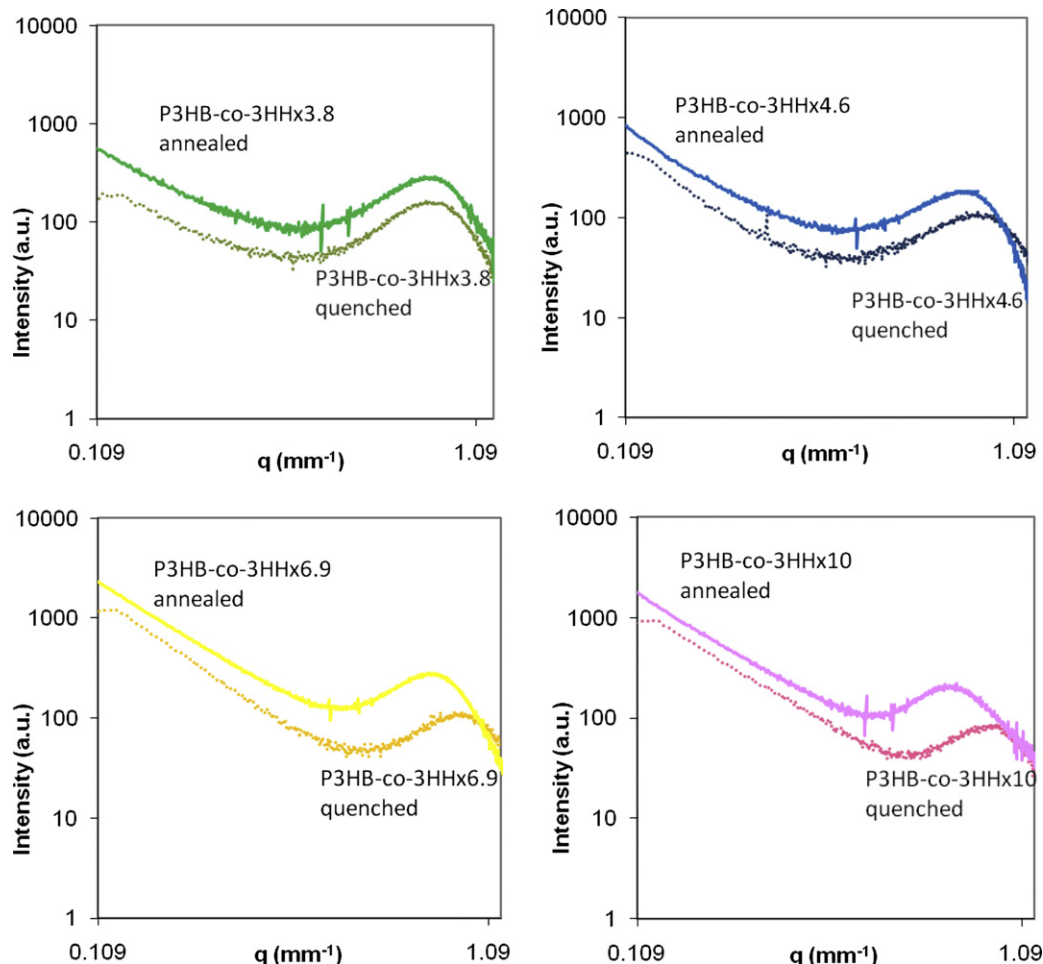 10000
1000
100
10
1
Intensity (a.u.)
P3HB-co-3HHx3.8
annealed
P3HB-co-3HHx3.8
quenched
0.109
q (mm⁻¹)
1.09
10000
1000
100
10
1
Intensity (a.u.)
P3HB-co-3HHx4.6
annealed
P3HB-co-3HHx4.6
quenched
0.109
q (mm⁻¹)
1.09
10000
1000
100
10
1
Intensity (a.u.)
P3HB-co-3HHx6.9
annealed
P3HB-co-3HHx6.9
quenched
0.109
q (mm⁻¹)
1.09
10000
1000
100
10
1
Intensity (a.u.)
P3HB-co-3HHx10
annealed
P3HB-co-3HHx10
quenched
0.109
q (mm⁻¹)
1.09